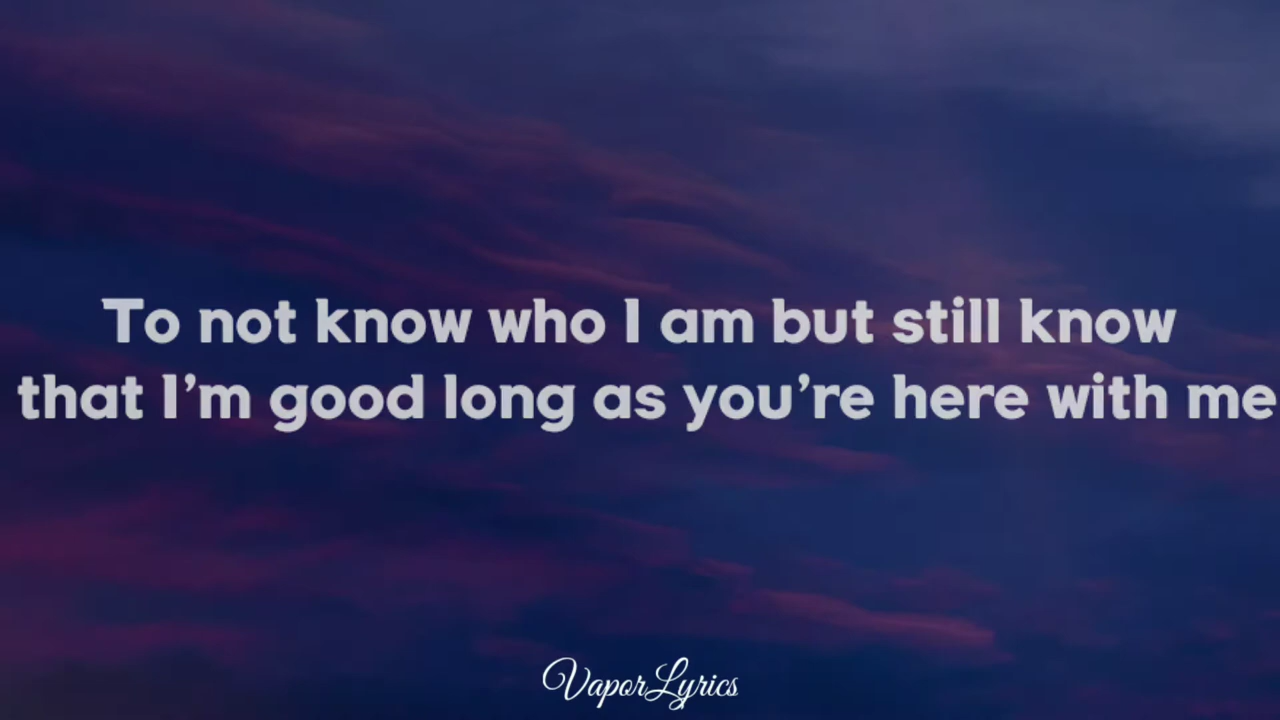 To not know who I am but still know
that I’m good long as you’re here with me
VaporLyrics